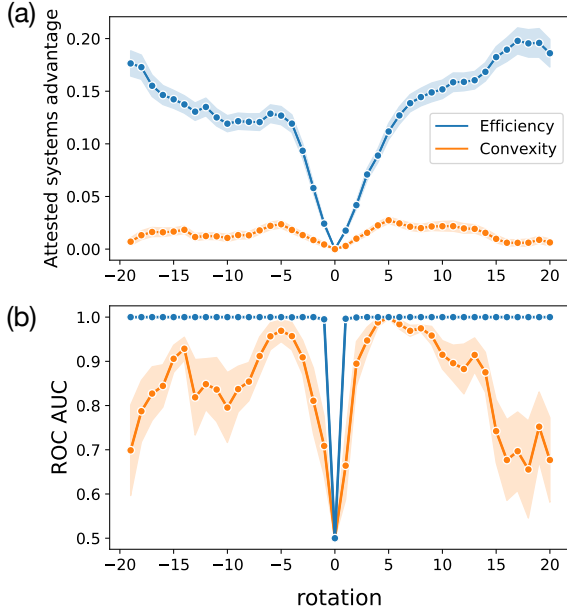 (a)
Attested systems advantage
0.20
0.15
0.10
0.05
0.00
Efficiency
Convexity
−20 −15 −10 −5 0 5 10 15 20
(b)
ROC AUC
1.0
0.9
0.8
0.7
0.6
0.5
−20 −15 −10 −5 0 5 10 15 20
rotation